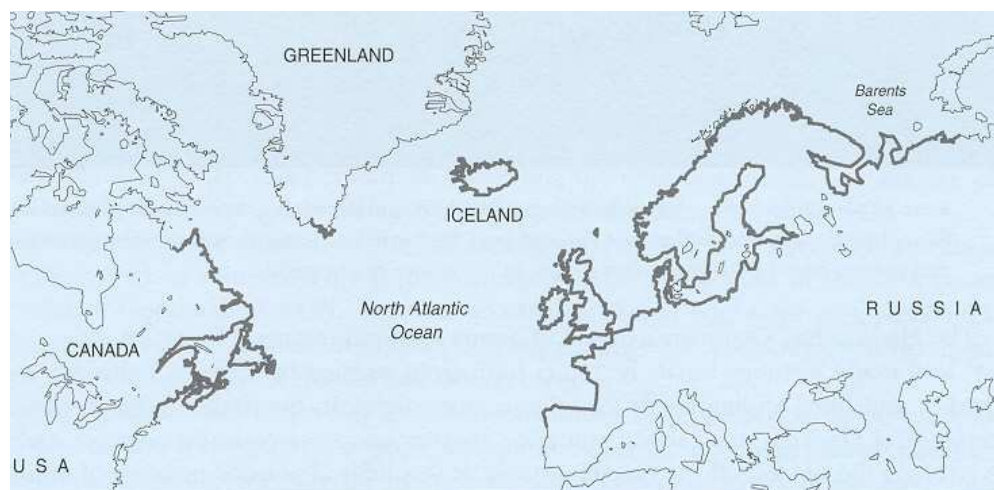 GREENLAND
Barents
Sea
ICELAND
North Atlantic
Ocean
RUSSIA
CANADA
USA